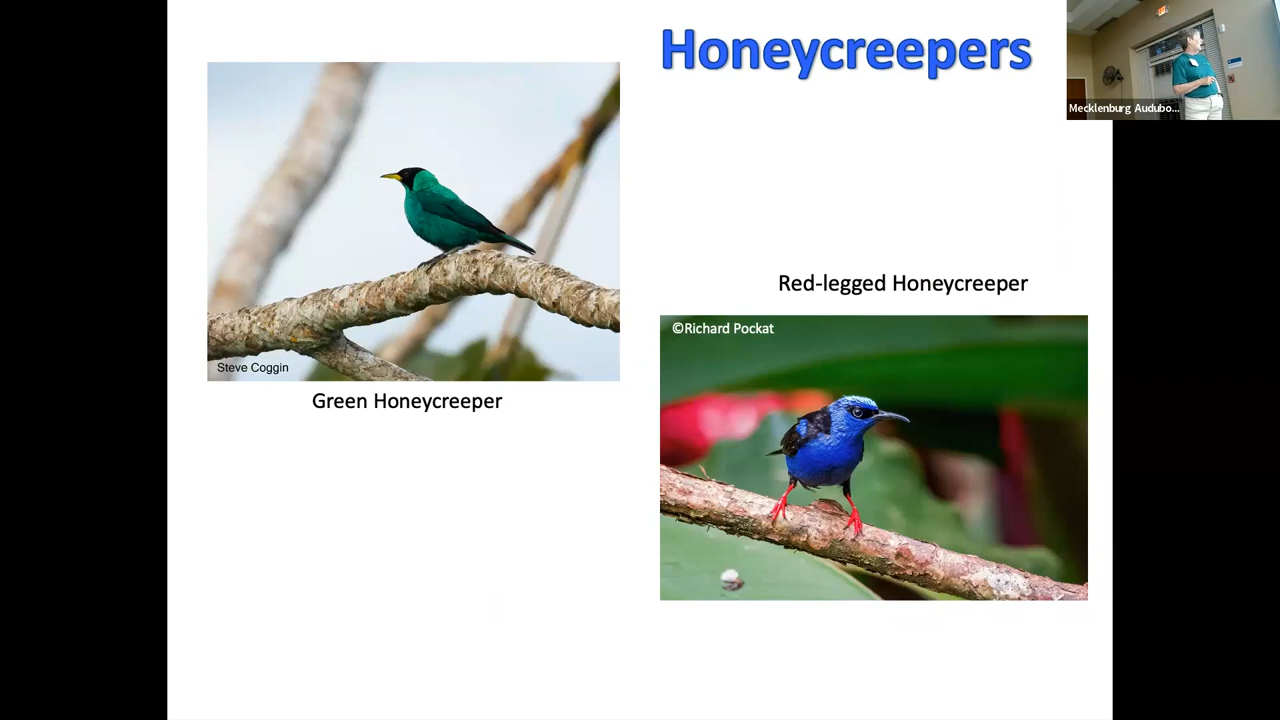 Honeycreepers
Mecklenburg Audubo...
Steve Coggin
Green Honeycreeper
Red-legged Honeycreeper
©Richard Pockat